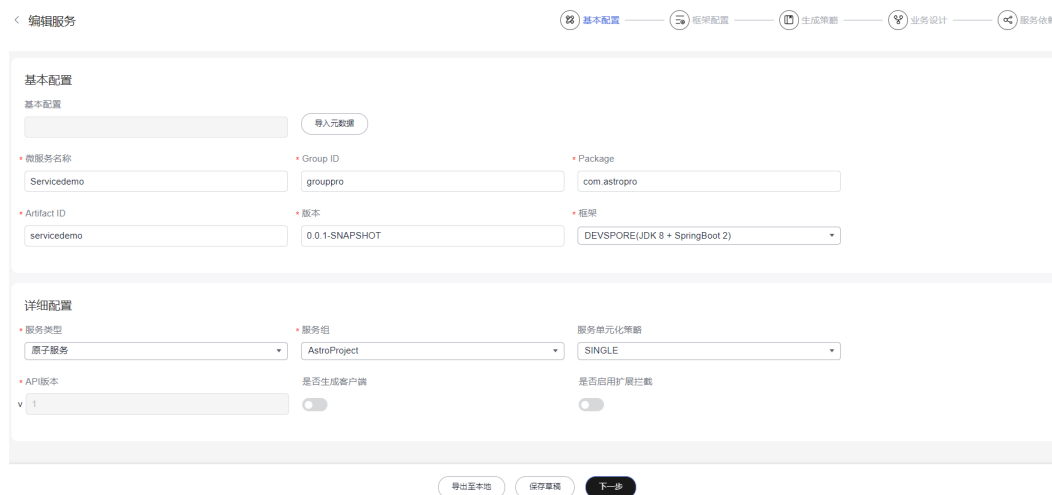 编辑服务
基本配置
框架配置
生成策略
业务设计
服务依赖
基本配置
基本配置
导入元数据
* 微服务名称 * Group ID * Package
Servicedemo grouppro com.astropro
* Artifact ID * 版本 * 框架
servicedemo 0.0.1-SNAPSHOT DEVSPORE(JDK 8 + SpringBoot 2)
详细配置
* 服务类型 * 服务组 服务单元化策略
原子服务 AstroProject SINGLE
* API版本 是否生成客户端 是否启用扩展拦截
v 1
导出至本地 保存草稿 下一步